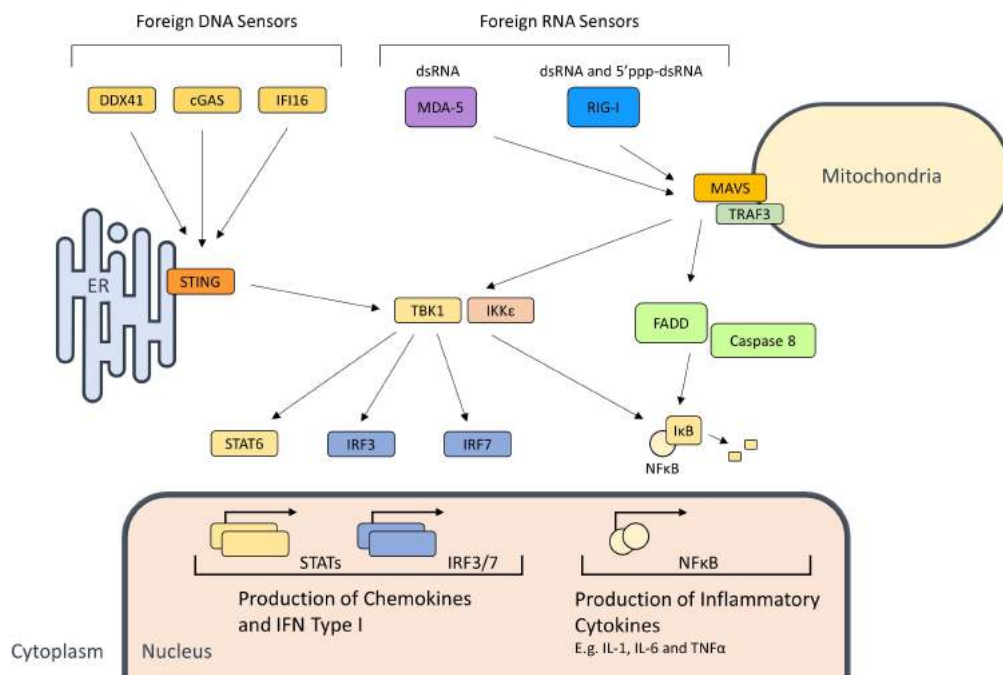 Foreign DNA Sensors
Foreign RNA Sensors
dsRNA
dsRNA and 5’ppp-dsRNA
DDX41
cGAS
IFI16
MDA-5
RIG-I
MAVS
TRAF3
Mitochondria
ER
STING
TBK1
IKKε
FADD
Caspase 8
STAT6
IRF3
IRF7
IκB
NFκB
STATs
IRF3/7
NFκB
Production of Chemokines
and IFN Type I
Production of Inflammatory
Cytokines
E.g. IL-1, IL-6 and TNFα
Cytoplasm
Nucleus